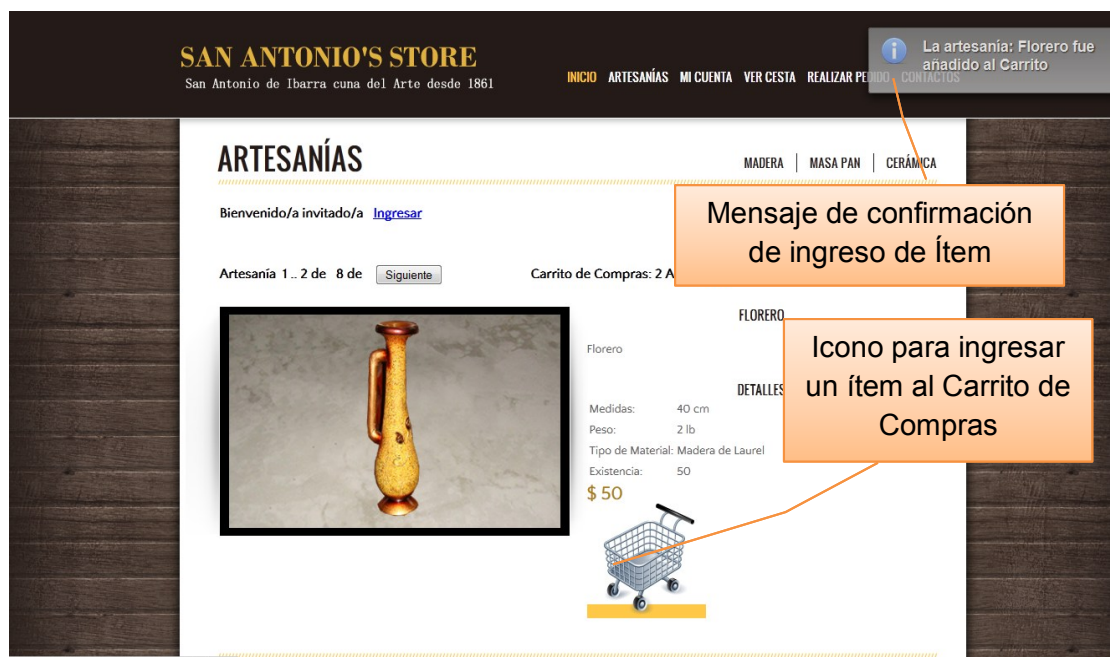 SAN ANTONIO'S STORE
San Antonio de Ibarra cuna del Arte desde 1861
INICIO ARTESANÍAS MI CUENTA VER CESTA REALIZAR PEDIDO CONTACTOS
La artesanía: Florero fue
añadido al Carrito
ARTESANÍAS
MADERA | MASA PAN | CERÁMICA
Mensaje de confirmación
de ingreso de Ítem
Bienvenido/a invitado/a Ingresar
Artesanía 1 .. 2 de 8 de Siguiente
Carrito de Compras: 2 A
FLORERO
Florero
Icono para ingresar
un ítem al Carrito de
Compras
DETALLES
Medidas: 40 cm
Peso: 2 lb
Tipo de Material: Madera de Laurel
Existencia: 50
$ 50